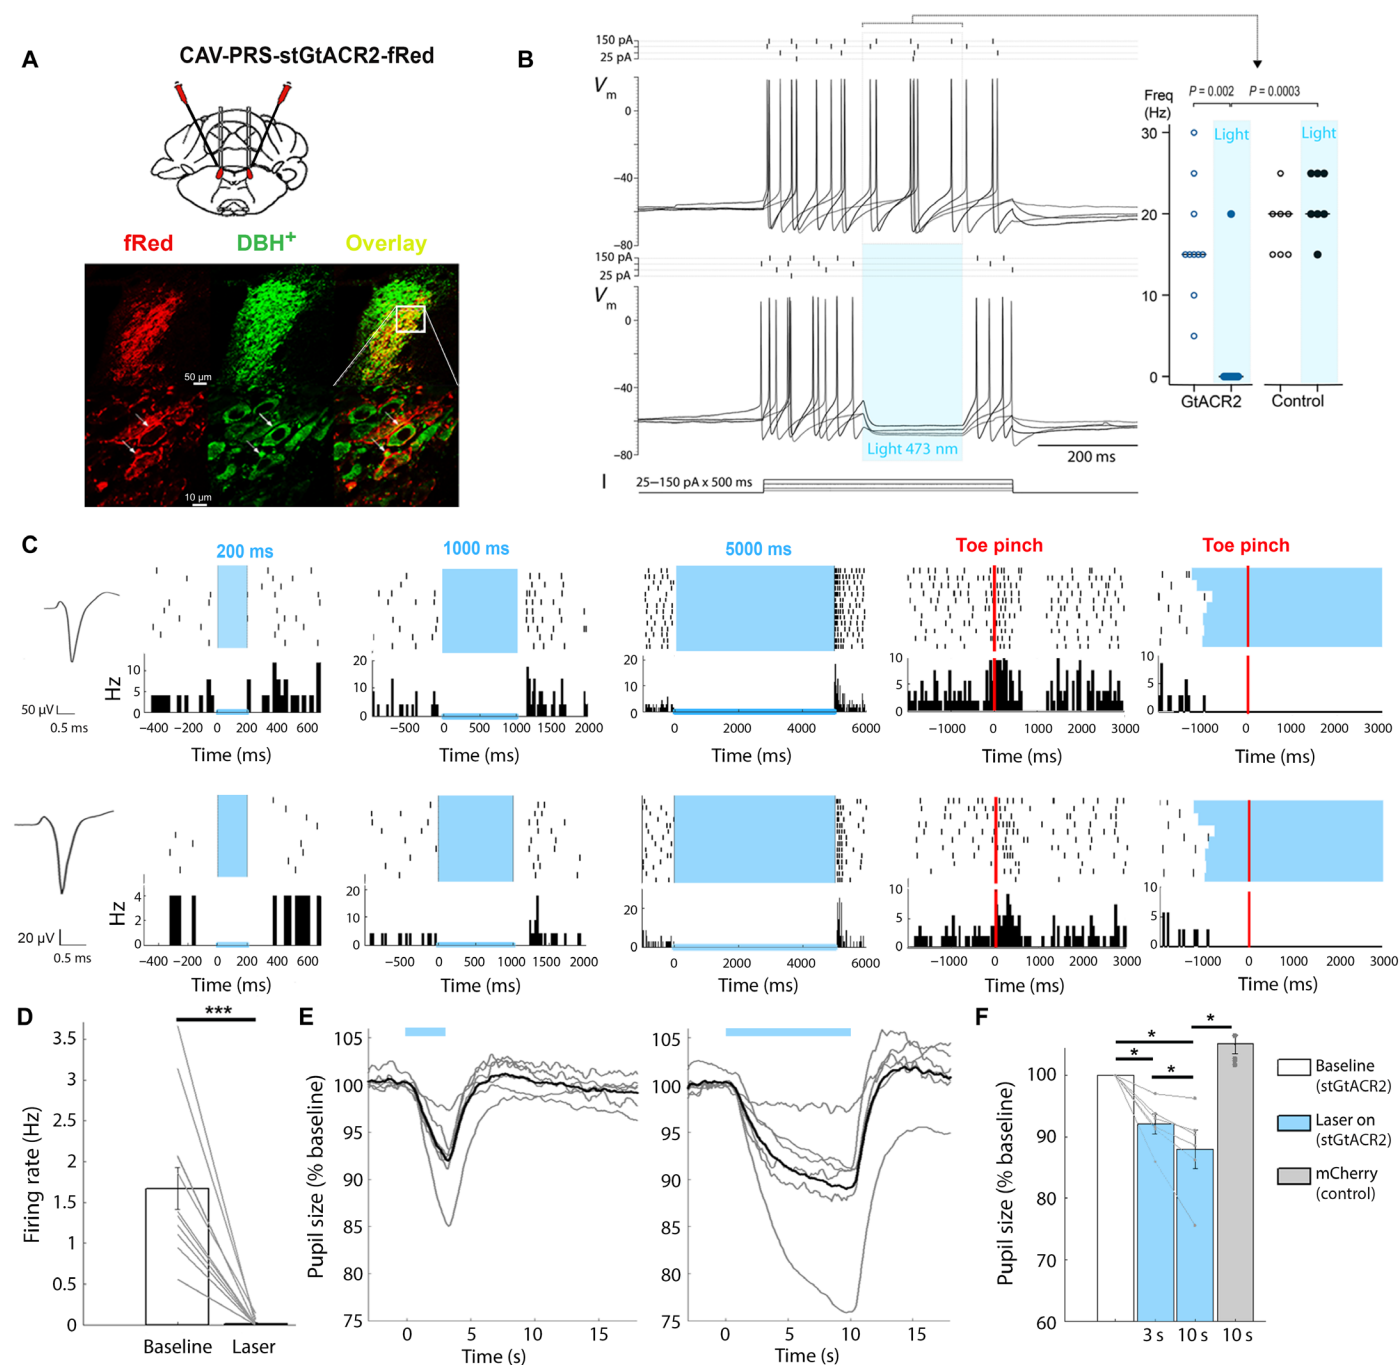 A
CAV-PRS-stGtACR2-fRed
fRed
DBH+
Overlay
50 µm
10 µm
B
150 pA
25 pA
Vm
0
−40
−80
150 pA
25 pA
Vm
0
−40
−80
Light 473 nm
200 ms
I
25−150 pA x 500 ms
Freq
(Hz)
P = 0.002
P = 0.0003
Light
Light
30
20
10
0
GtACR2
Control
C
200 ms
1000 ms
5000 ms
Toe pinch
Toe pinch
50 µV
0.5 ms
Hz
10
5
0
−400 −200 0 200 400 600
Time (ms)
20
10
0
−500 0 500 1000 1500 2000
Time (ms)
20
10
0
0 2000 4000 6000
Time (ms)
10
5
0
−1000 0 1000 2000 3000
Time (ms)
10
5
0
−1000 0 1000 2000 3000
Time (ms)
20 µV
0.5 ms
Hz
4
2
0
−400 −200 0 200 400 600
Time (ms)
20
10
0
−500 0 500 1000 1500 2000
Time (ms)
20
10
0
0 2000 4000 6000
Time (ms)
10
5
0
−1000 0 1000 2000 3000
Time (ms)
10
5
0
−1000 0 1000 2000 3000
Time (ms)
D
***
Firing rate (Hz)
3.5
3
2.5
2
1.5
1
0.5
0
Baseline
Laser
E
Pupil size (% baseline)
105
100
95
90
85
80
75
0 5 10 15
Time (s)
Pupil size (% baseline)
105
100
95
90
85
80
75
0 5 10 15
Time (s)
F
*
*
*
*
Pupil size (% baseline)
100
90
80
70
60
3 s
10 s
10 s
Baseline
(stGtACR2)
Laser on
(stGtACR2)
mCherry
(control)